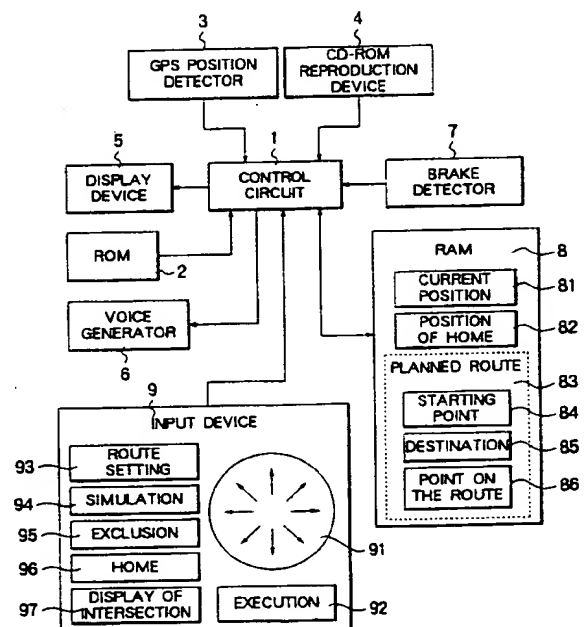 3
GPS POSITION
DETECTOR
4
CD-ROM
REPRODUCTION
DEVICE
5
DISPLAY
DEVICE
1
CONTROL
CIRCUIT
7
BRAKE
DETECTOR
ROM
2
VOICE
GENERATOR
6
RAM
8
CURRENT
POSITION
81
POSITION
OF HOME
82
PLANNED ROUTE
83
STARTING
POINT
84
DESTINATION
85
POINT ON
THE ROUTE
86
9
INPUT DEVICE
93
ROUTE
SETTING
94
SIMULATION
95
EXCLUSION
96
HOME
97
DISPLAY OF
INTERSECTION
91
EXECUTION
92